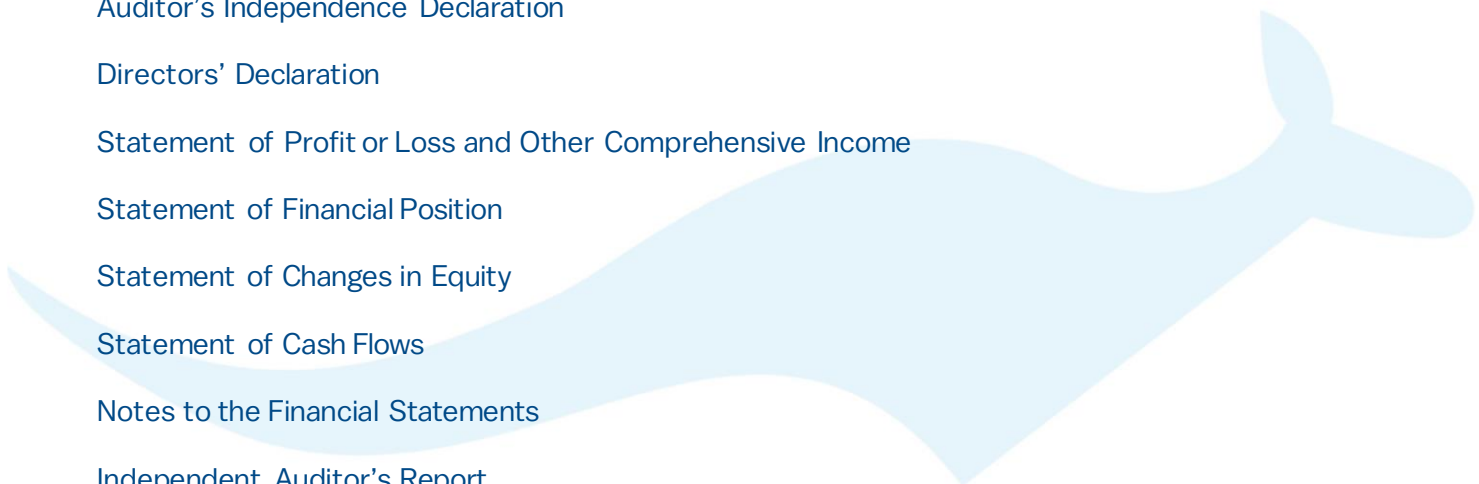 Auditor’s Independence Declaration
Directors’ Declaration
Statement of Profit or Loss and Other Comprehensive Income
Statement of Financial Position
Statement of Changes in Equity
Statement of Cash Flows
Notes to the Financial Statements
Independent Auditor’s Report